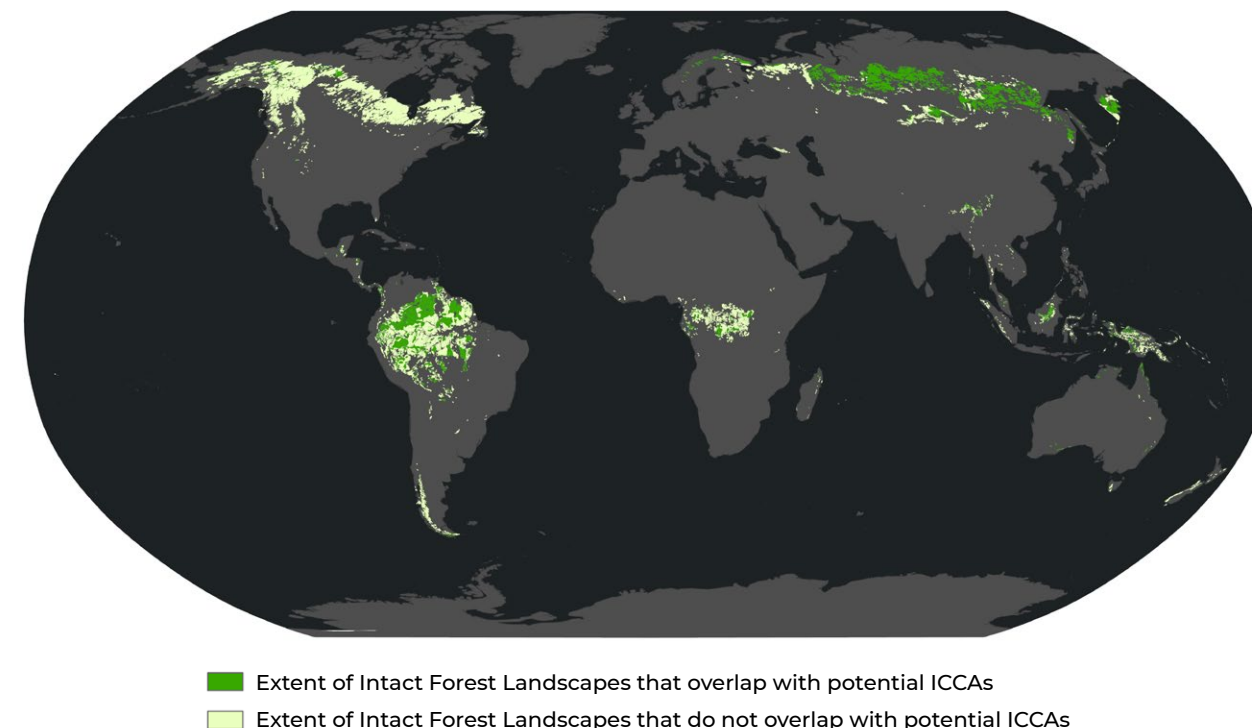 Extent of Intact Forest Landscapes that overlap with potential ICCAs
Extent of Intact Forest Landscapes that do not overlap with potential ICCAs